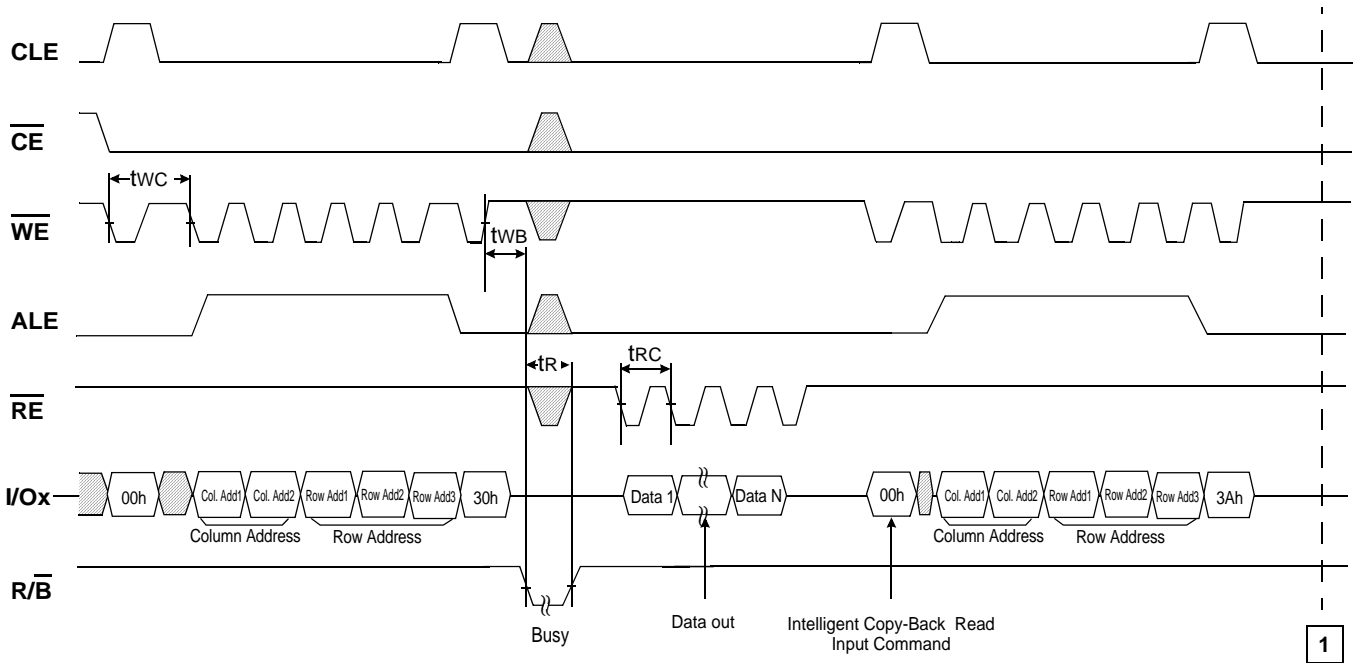 CLE
CE
tWC
WE
tWB
ALE
tR
tRC
RE
I/Ox
00h
Col. Add1
Col. Add2
Row Add1
Row Add2
Row Add3
30h
Data 1
Data N
00h
Col. Add1
Col. Add2
Row Add1
Row Add2
Row Add3
3Ah
Column Address
Row Address
Column Address
Row Address
R/B
Busy
Data out
Intelligent Copy-Back Read
Input Command
1